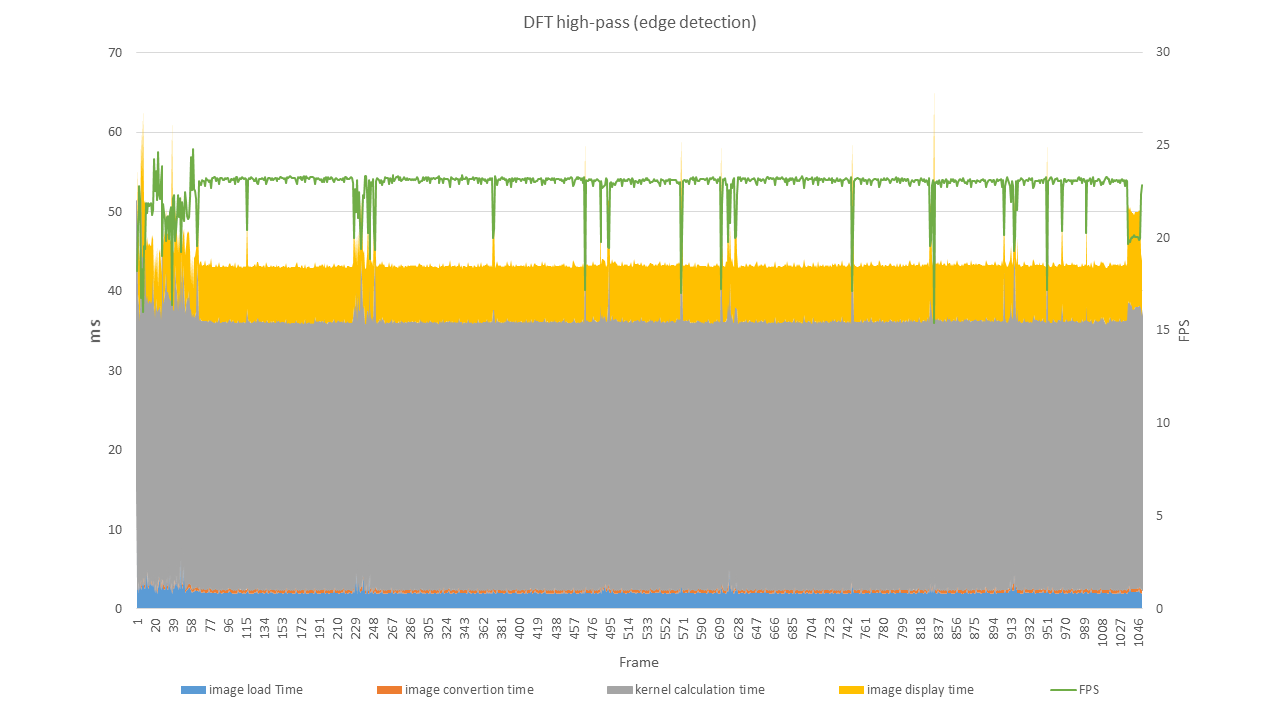 DFT high-pass (edge detection)
70
60
50
40
30
20
10
0
ms
30
25
20
15
10
5
0
FPS
1 20 39 58 77 96 115 134 153 172 191 210 229 248 267 286 305 324 343 362 381 400 419 438 457 476 495 514 533 552 571 590 609 628 647 666 685 704 723 742 761 780 799 818 837 856 875 894 913 932 951 970 989 1008 1027 1046
Frame
image load Time image convertion time kernel calculation time image display time FPS